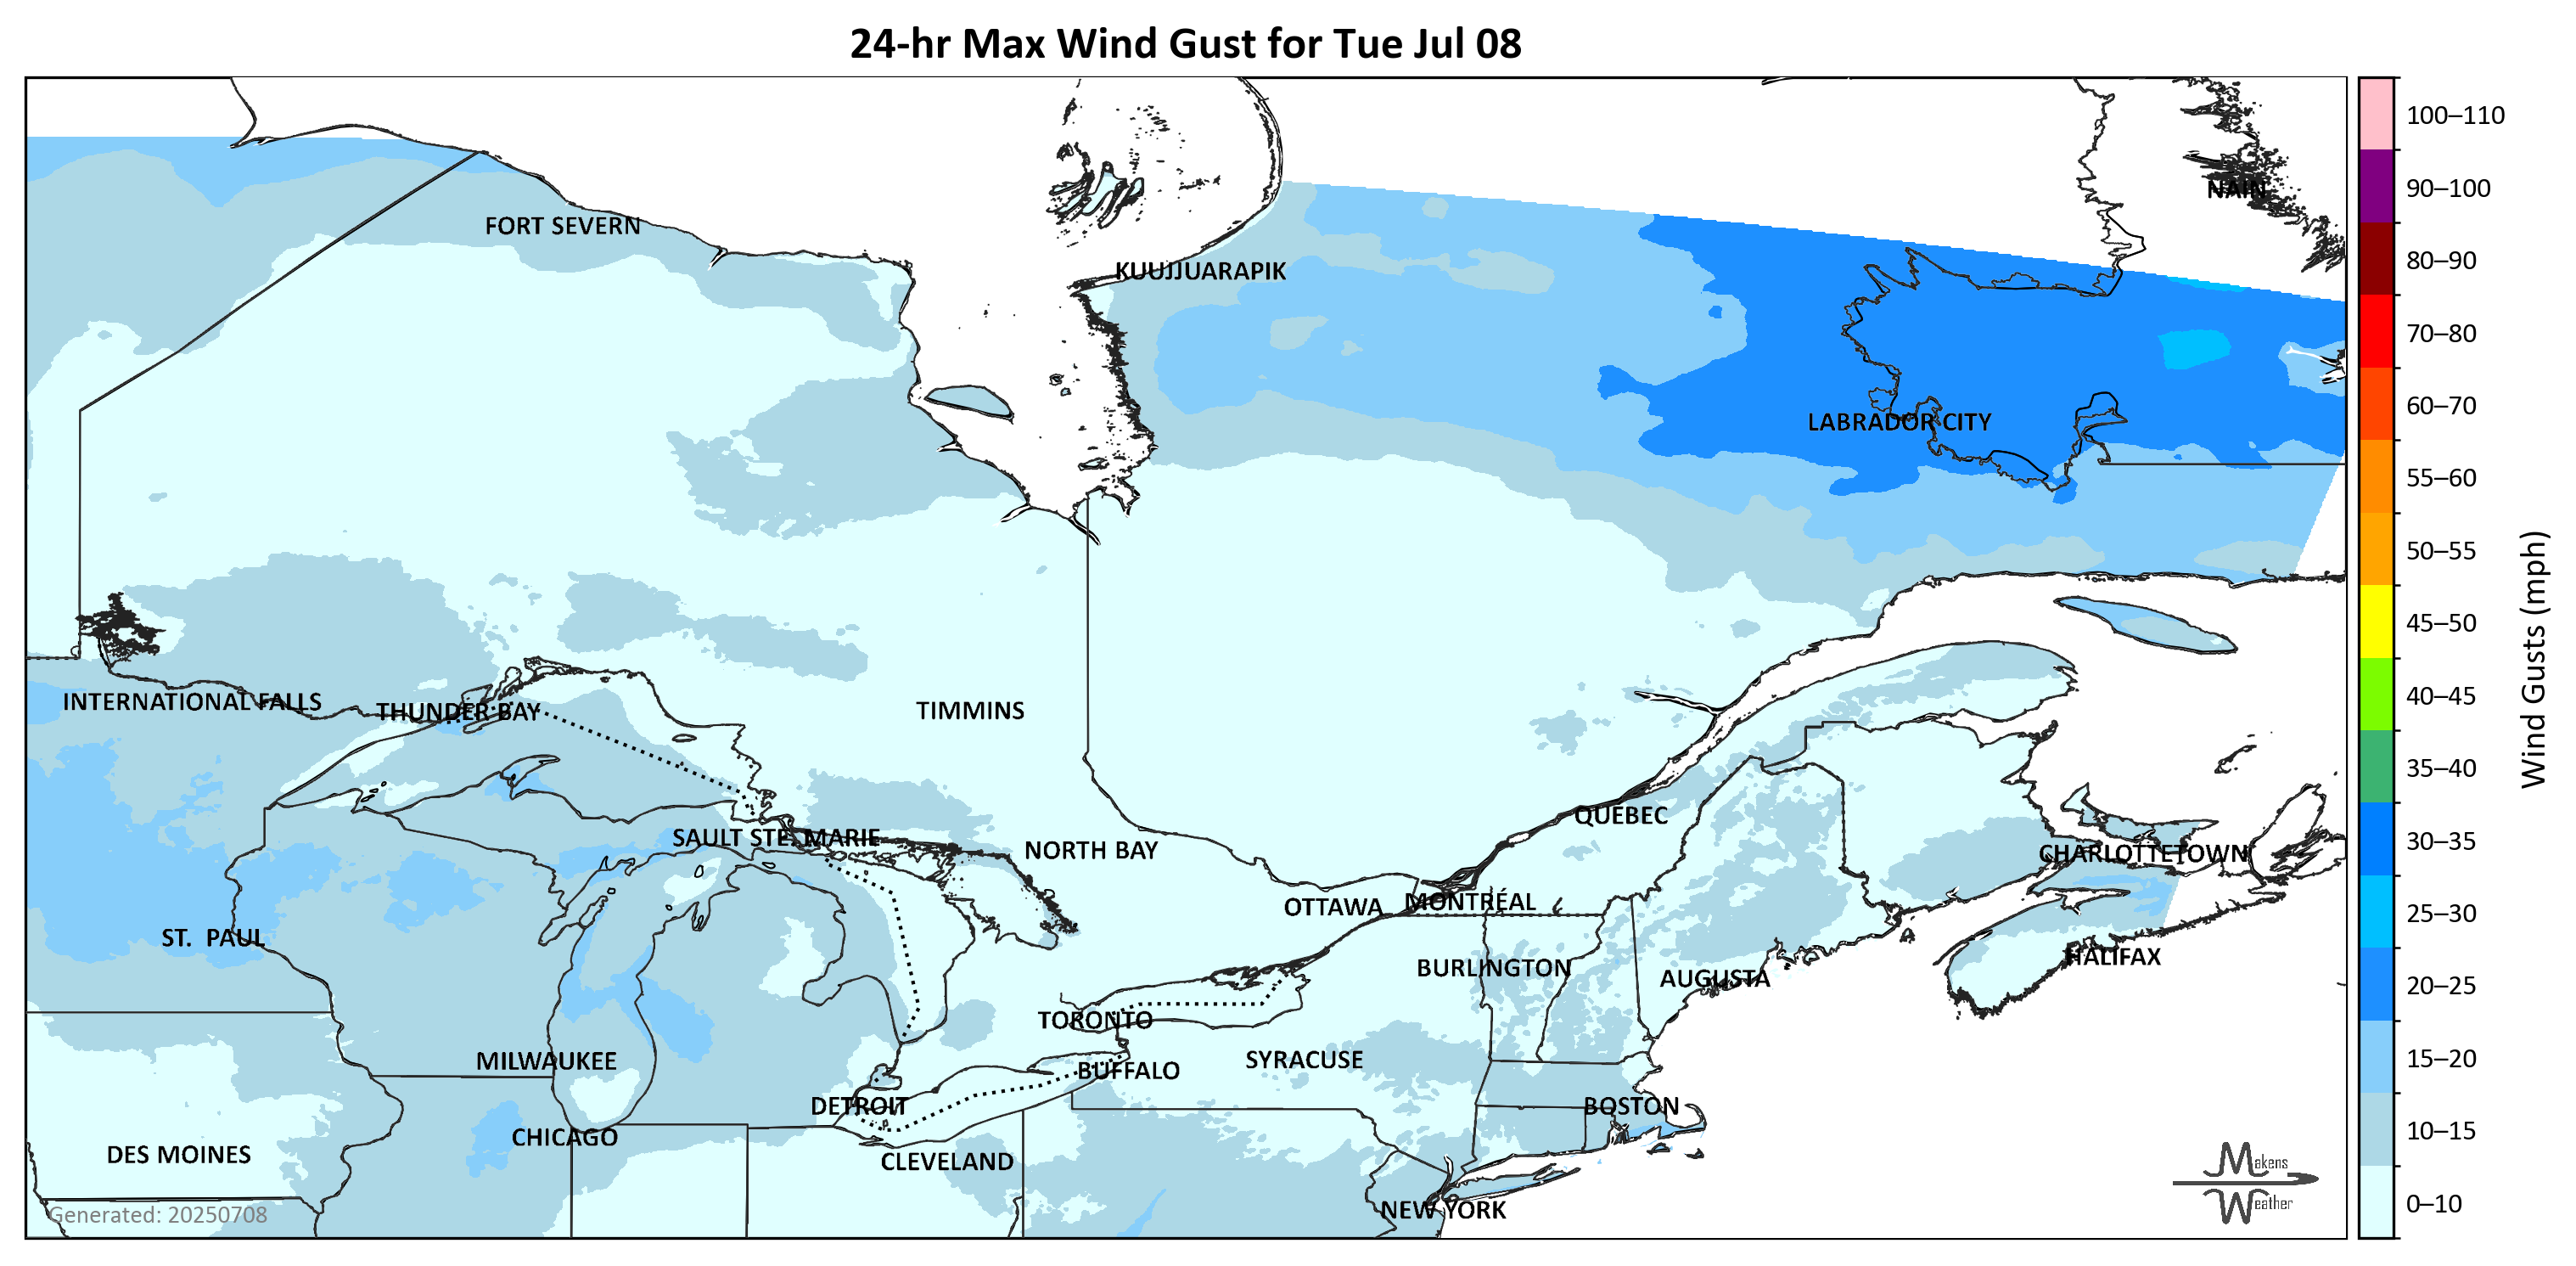 24-hr Max Wind Gust for Tue Jul 08
100–110
90–100
80–90
70–80
60–70
55–60
50–55
45–50
40–45
35–40
30–35
25–30
20–25
15–20
10–15
0–10
Wind Gusts (mph)
NAIN
FORT SEVERN
KUUJJUARAPIK
LABRADOR CITY
INTERNATIONAL FALLS
THUNDER BAY
TIMMINS
QUEBEC
SAULT STE. MARIE
NORTH BAY
CHARLOTTETOWN
OTTAWA
MONTRÉAL
ST. PAUL
BURLINGTON
HALIFAX
AUGUSTA
TORONTO
MILWAUKEE
SYRACUSE
BUFFALO
DETROIT
BOSTON
CHICAGO
DES MOINES
CLEVELAND
NEW YORK
Generated: 20250708
Makens
Weather